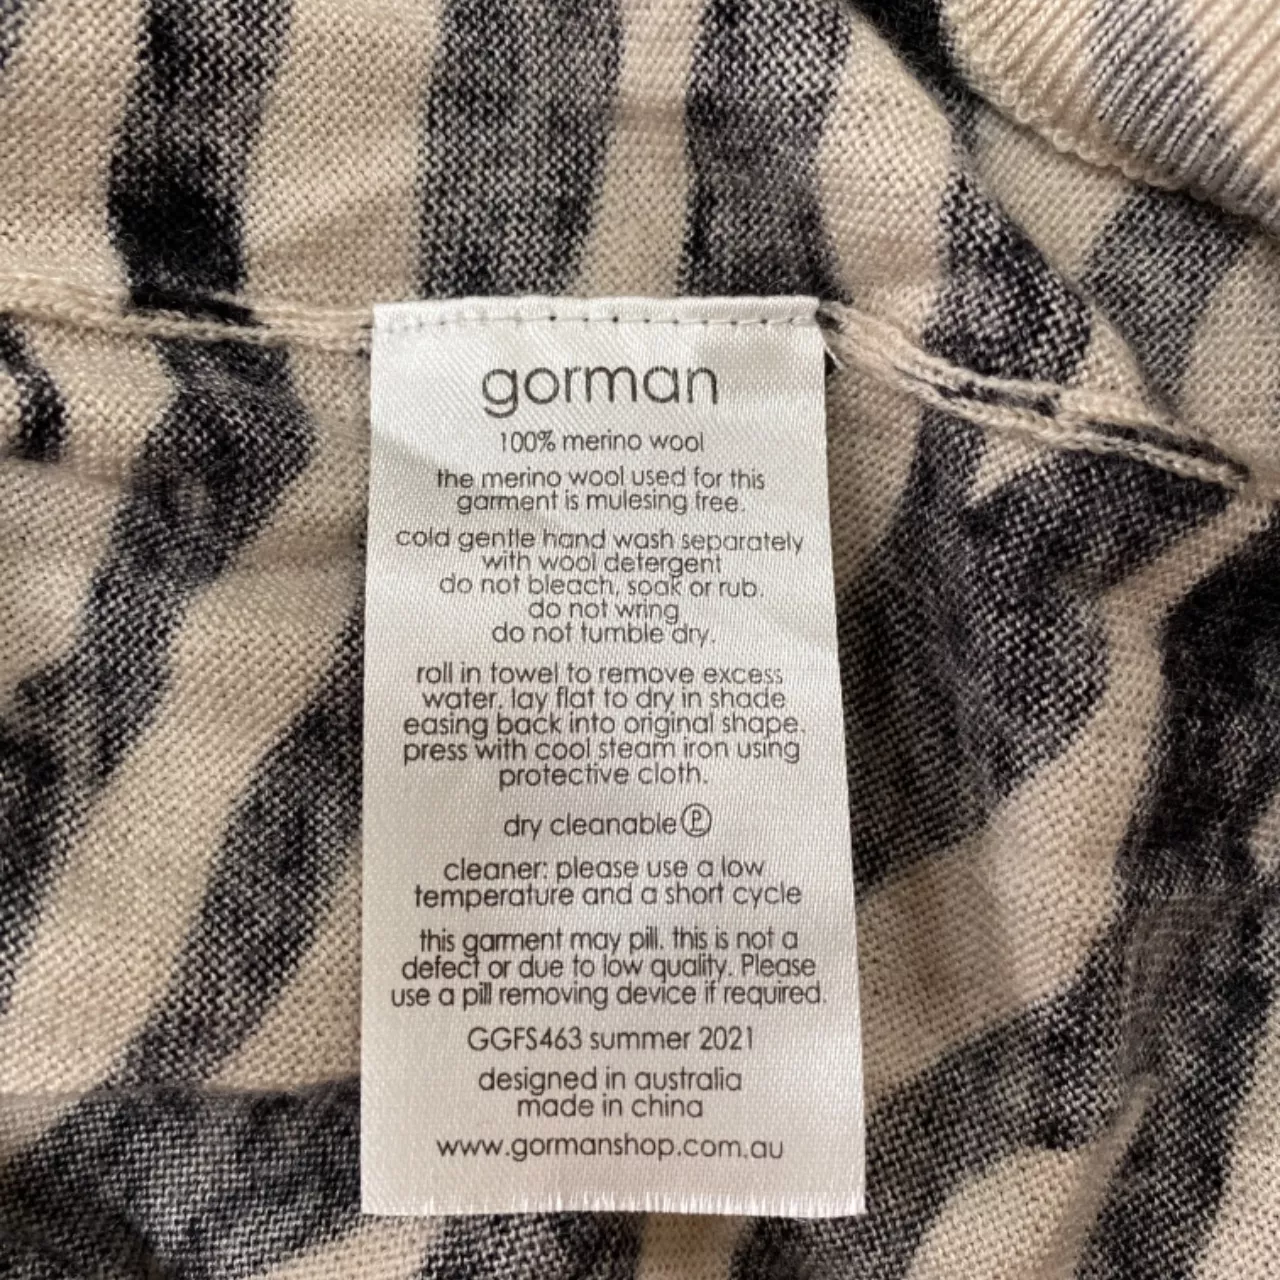 gorman
100% merino wool
the merino wool used for this
garment is mulesing free.
cold gentle hand wash separately
with wool detergent
do not bleach, soak or rub.
do not wring
do not tumble dry.
roll in towel to remove excess
water. lay flat to dry in shade
easing back into original shape.
press with cool steam iron using
protective cloth.
dry cleanable Ⓟ
cleaner: please use a low
temperature and a short cycle
this garment may pill. this is not a
defect or due to low quality. Please
use a pill removing device if required.
GGFS463 summer 2021
designed in australia
made in china
www.gormanshop.com.au